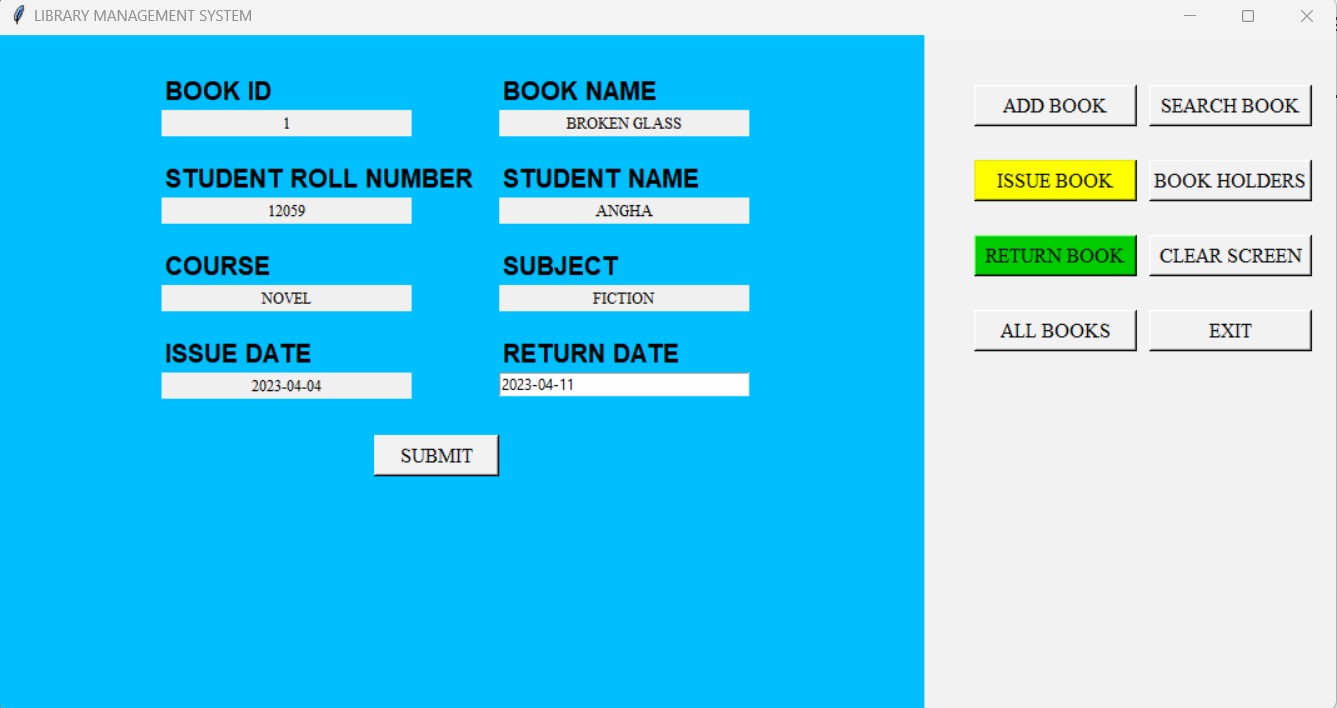 LIBRARY MANAGEMENT SYSTEM
BOOK ID BOOK NAME
1 BROKEN GLASS
STUDENT ROLL NUMBER STUDENT NAME
12059 ANGHA
COURSE SUBJECT
NOVEL FICTION
ISSUE DATE RETURN DATE
2023-04-04 2023-04-11
SUBMIT
ADD BOOK SEARCH BOOK
ISSUE BOOK BOOK HOLDERS
RETURN BOOK CLEAR SCREEN
ALL BOOKS EXIT